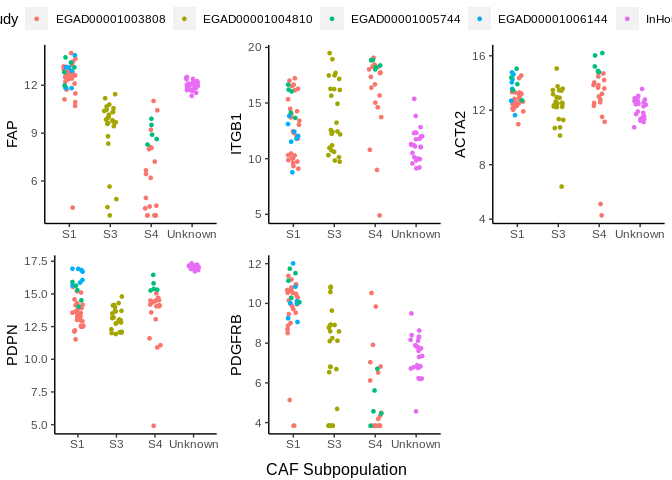 udy EGAD00001003808 EGAD00001004810 EGAD00001005744 EGAD00001006144 InHou
FAP
12
9
6
S1 S3 S4 Unknown
ITGB1
20
15
10
5
S1 S3 S4 Unknown
ACTA2
16
12
8
4
S1 S3 S4 Unknown
PDPN
17.5
15.0
12.5
10.0
7.5
5.0
S1 S3 S4 Unknown
PDGFRB
12
10
8
6
4
S1 S3 S4 Unknown
CAF Subpopulation